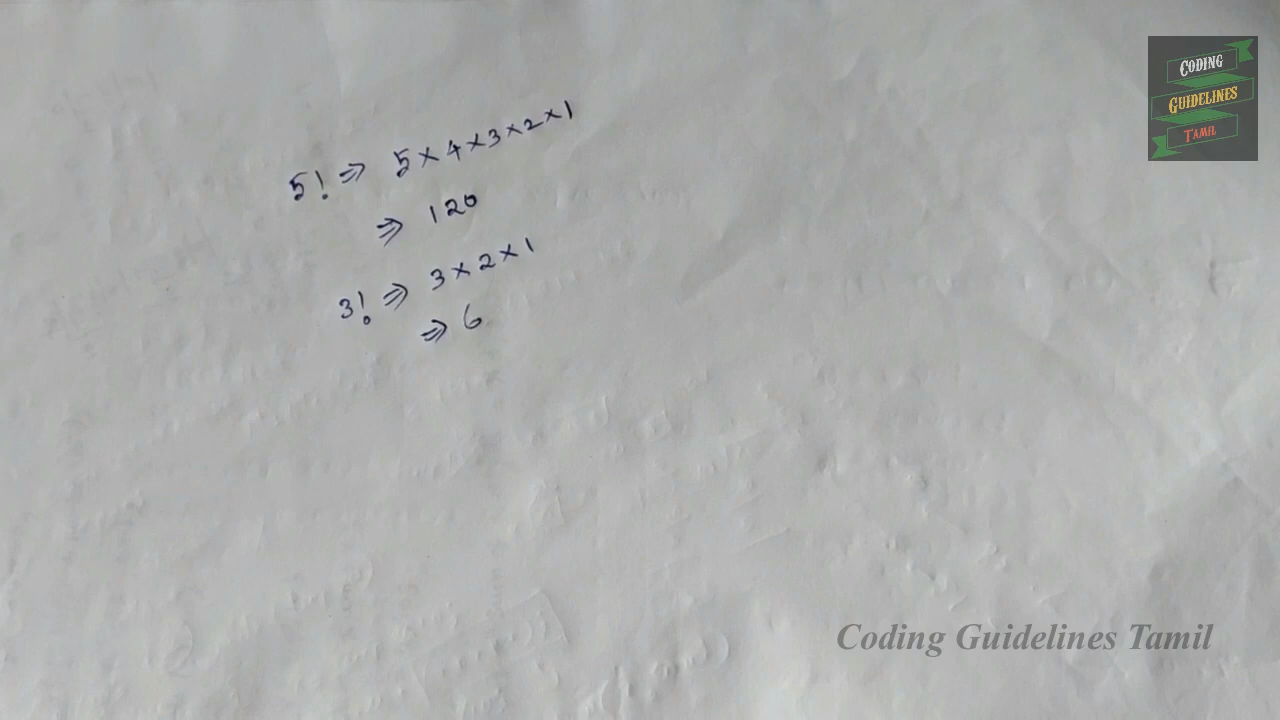 CODING
GUIDELINES
TAMIL
5! ⇒ 5 × 4 × 3 × 2 × 1
⇒ 120
3! ⇒ 3 × 2 × 1
⇒ 6
Coding Guidelines Tamil